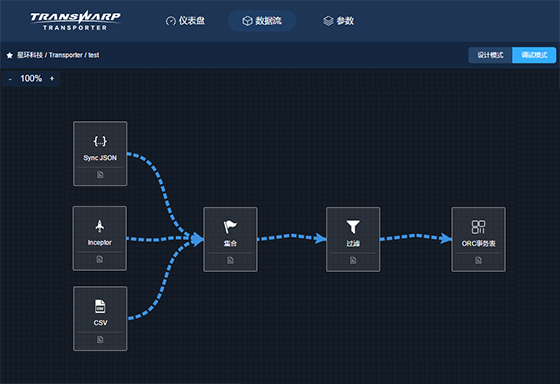 TRANSWARP
TRANSPORTER
仪表盘
数据流
参数
星环科技 / Transporter / test
设计模式
调试模式
- 100% +
{..}
Sync JSON
Inceptor
集合
过滤
ORC事务表
CSV